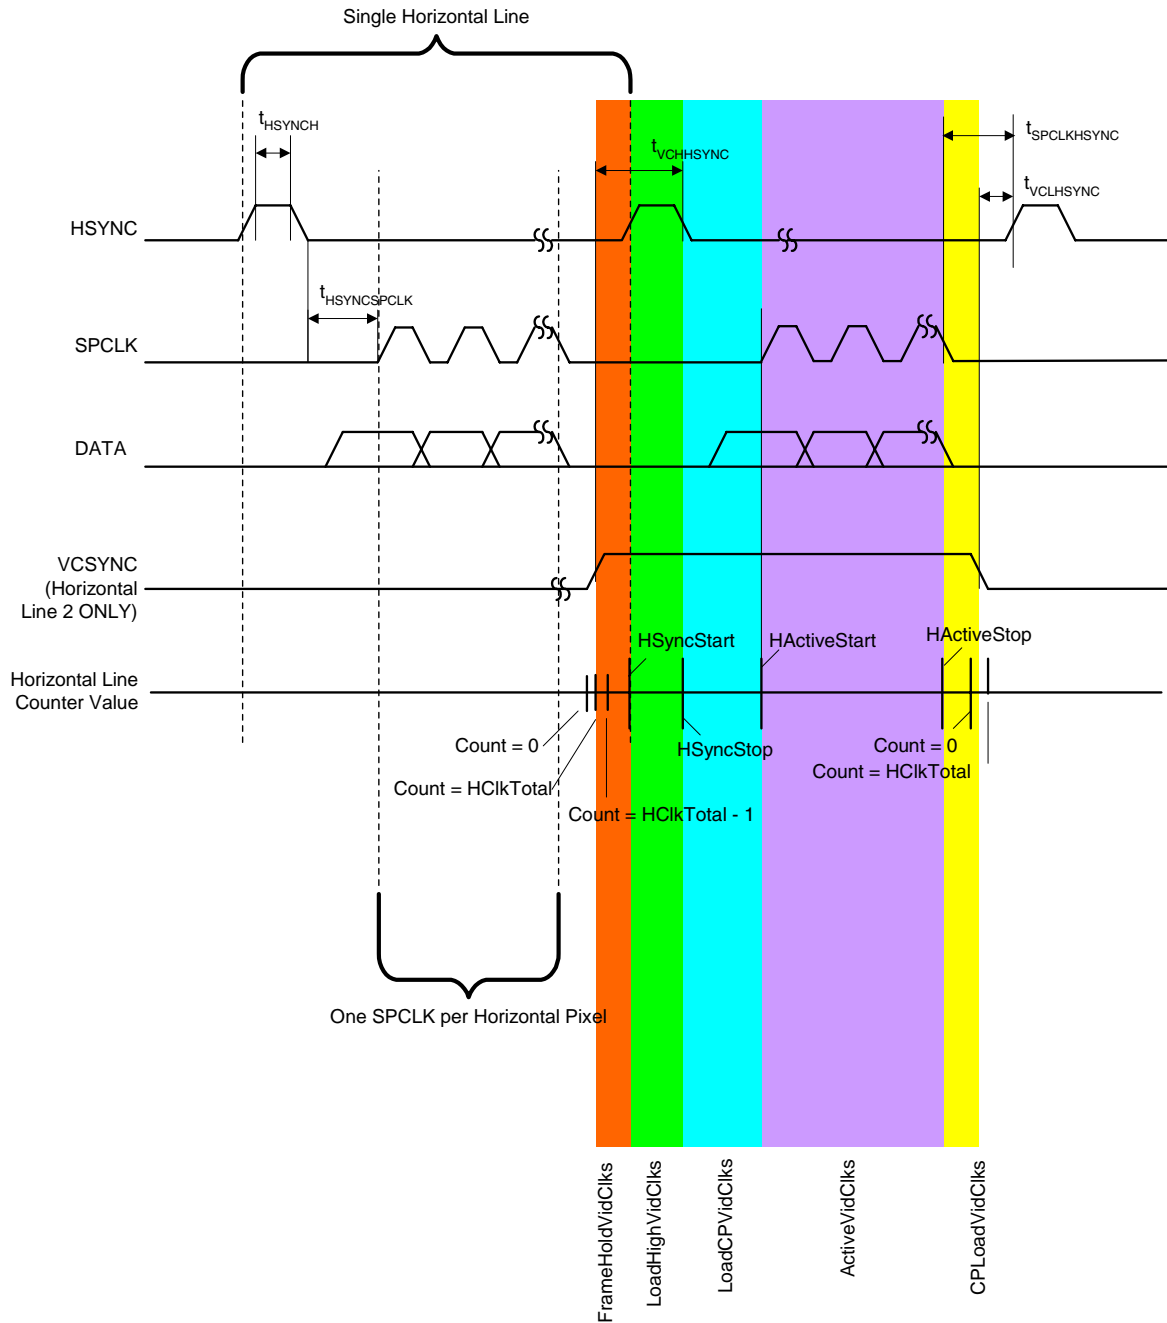 Single Horizontal Line
tHSYNCH
tVCHHSYNC
tSPCLKHSYNC
tVCLHSYNC
HSYNC
tHSYNCSPCLK
SPCLK
DATA
VCSYNC
(Horizontal
Line 2 ONLY)
HSyncStart
HActiveStart
HActiveStop
Horizontal Line
Counter Value
Count = 0
HSyncStop
Count = 0
Count = HClkTotal
Count = HClkTotal
Count = HClkTotal - 1
One SPCLK per Horizontal Pixel
FrameHoldVidClks
LoadHighVidClks
LoadCPVidClks
ActiveVidClks
CPLoadVidClks